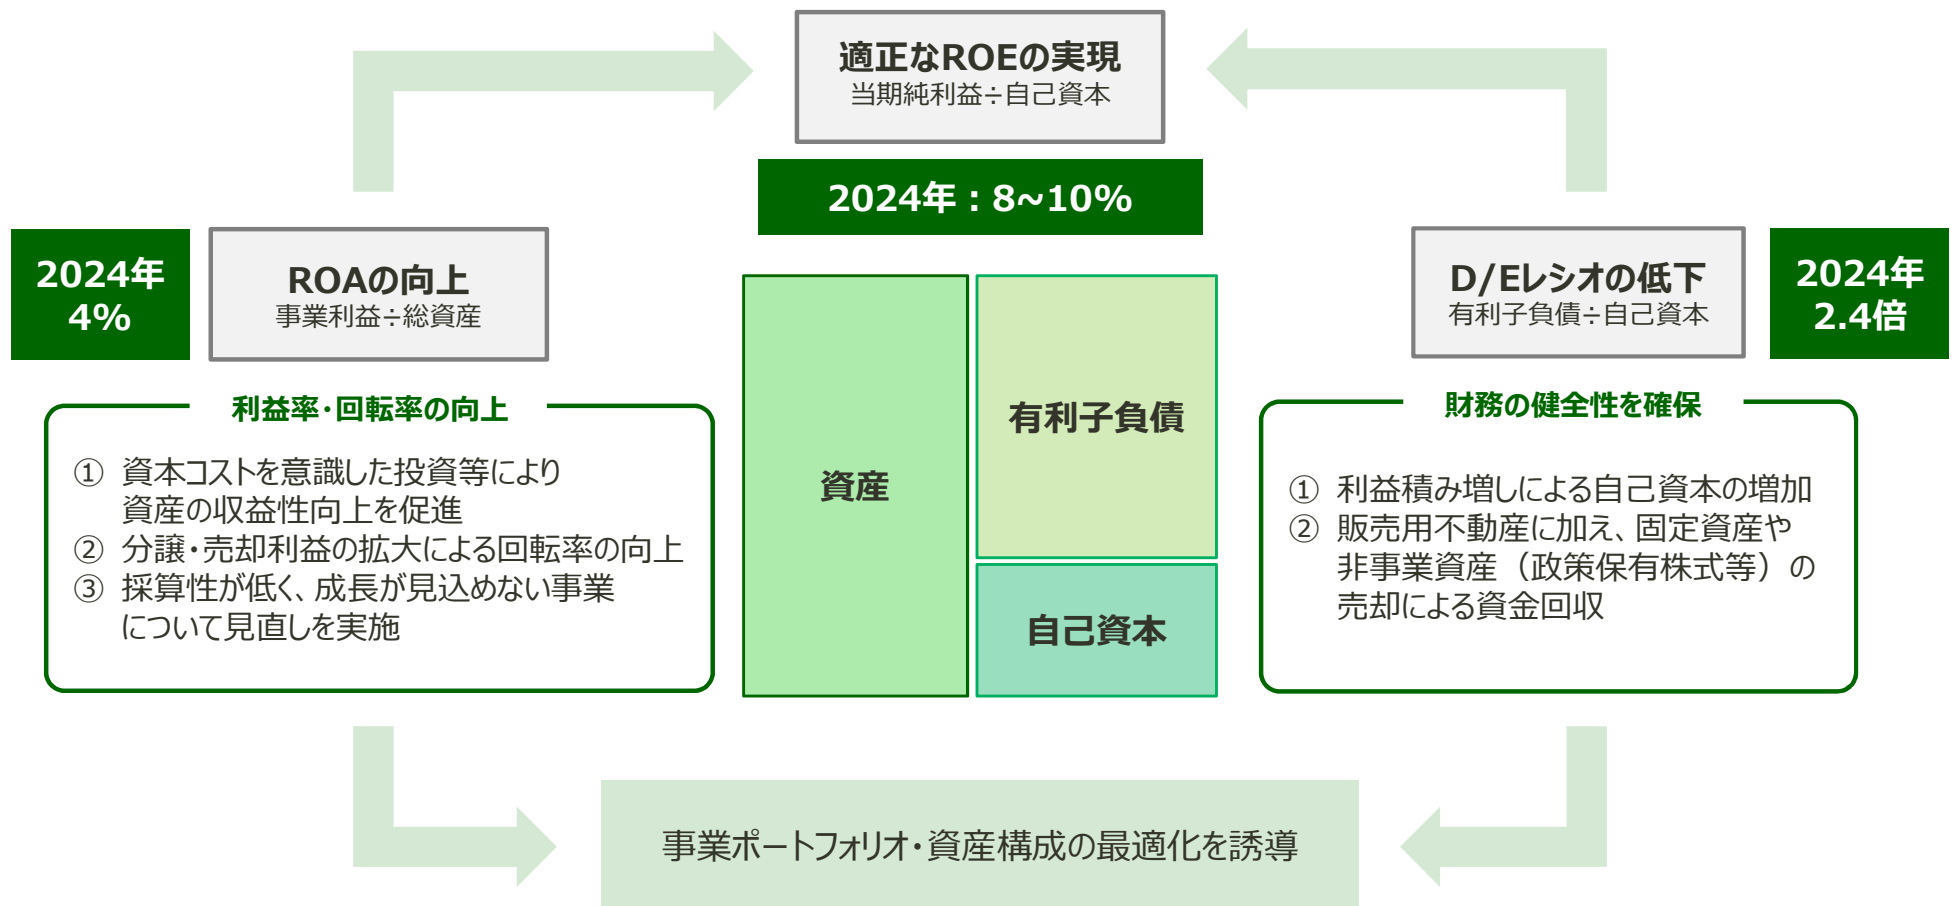 適正なROEの実現
当期純利益÷自己資本
2024年：8~10%
2024年
4%
ROAの向上
事業利益÷総資産
利益率・回転率の向上
① 資本コストを意識した投資等により
資産の収益性向上を促進
② 分譲・売却利益の拡大による回転率の向上
③ 採算性が低く、成長が見込めない事業
について見直しを実施
資産
有利子負債
自己資本
D/Eレシオの低下
有利子負債÷自己資本
2024年
2.4倍
財務の健全性を確保
① 利益積み増しによる自己資本の増加
② 販売用不動産に加え、固定資産や
非事業資産（政策保有株式等）の
売却による資金回収
事業ポートフォリオ・資産構成の最適化を誘導